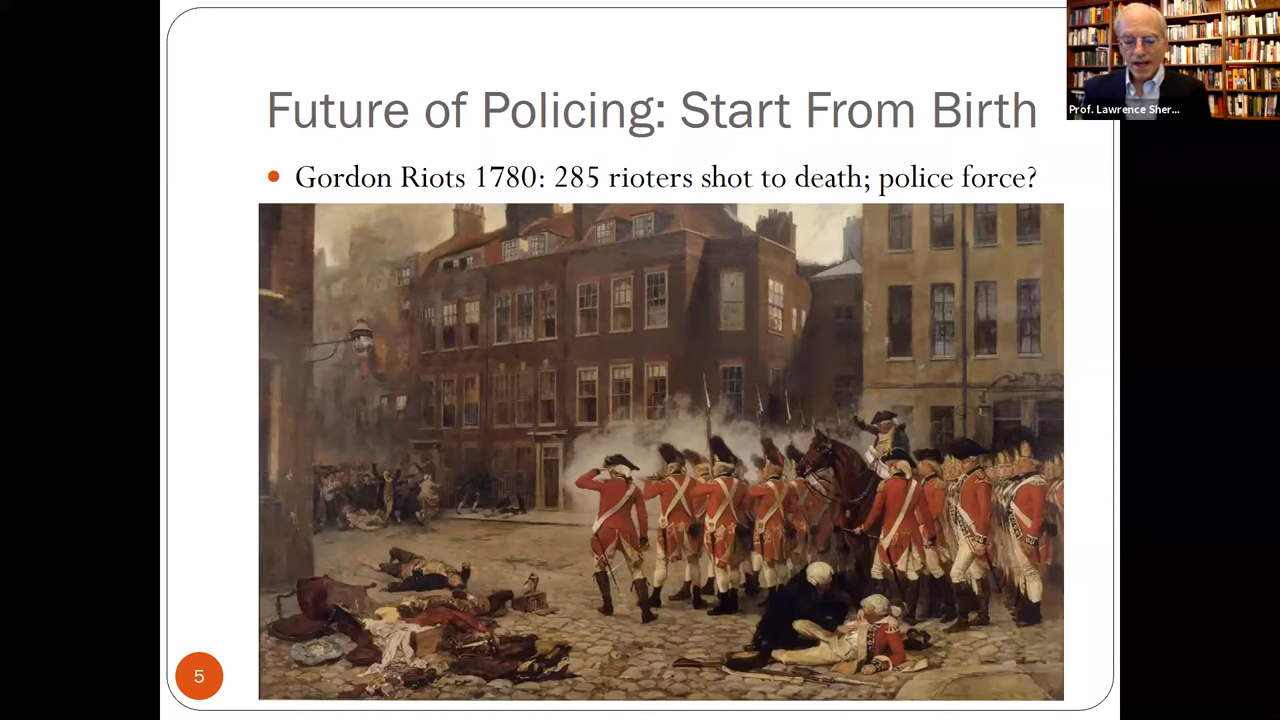 Future of Policing: Start From Birth
Prof. Lawrence Sher...
Gordon Riots 1780: 285 rioters shot to death; police force?
5